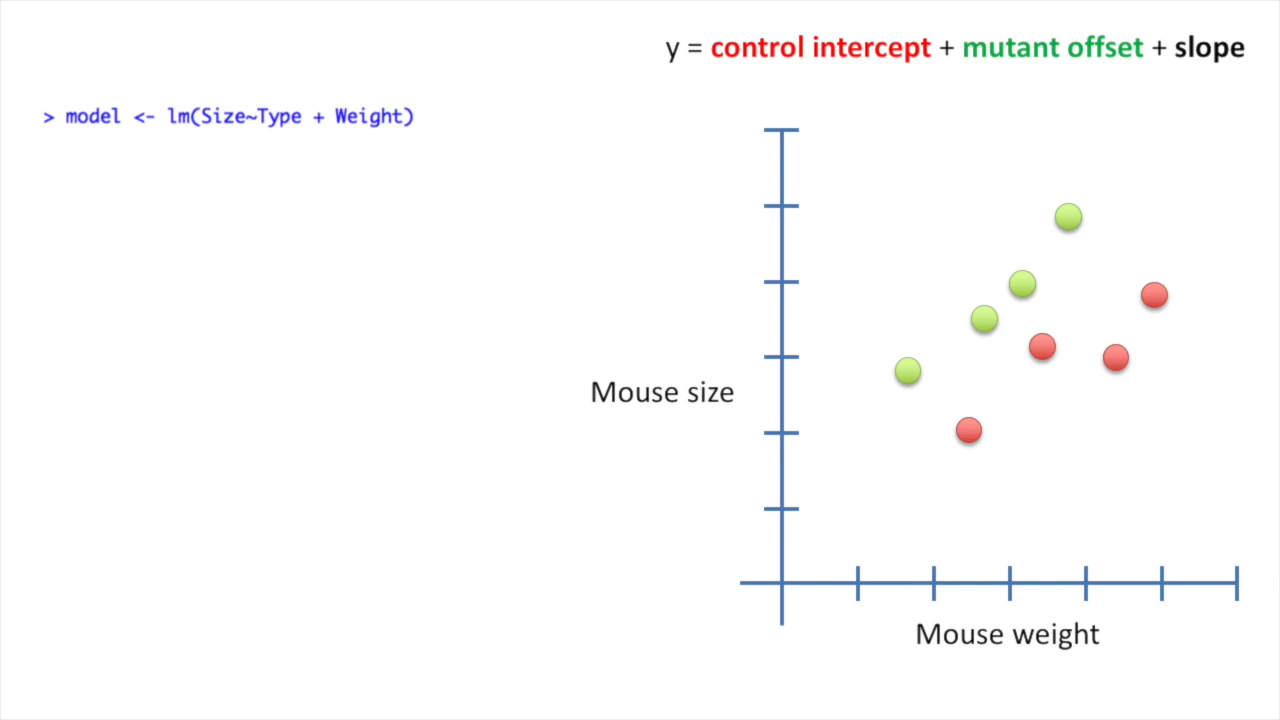 y = control intercept + mutant offset + slope
> model <- lm(Size~Type + Weight)
Mouse size
Mouse weight